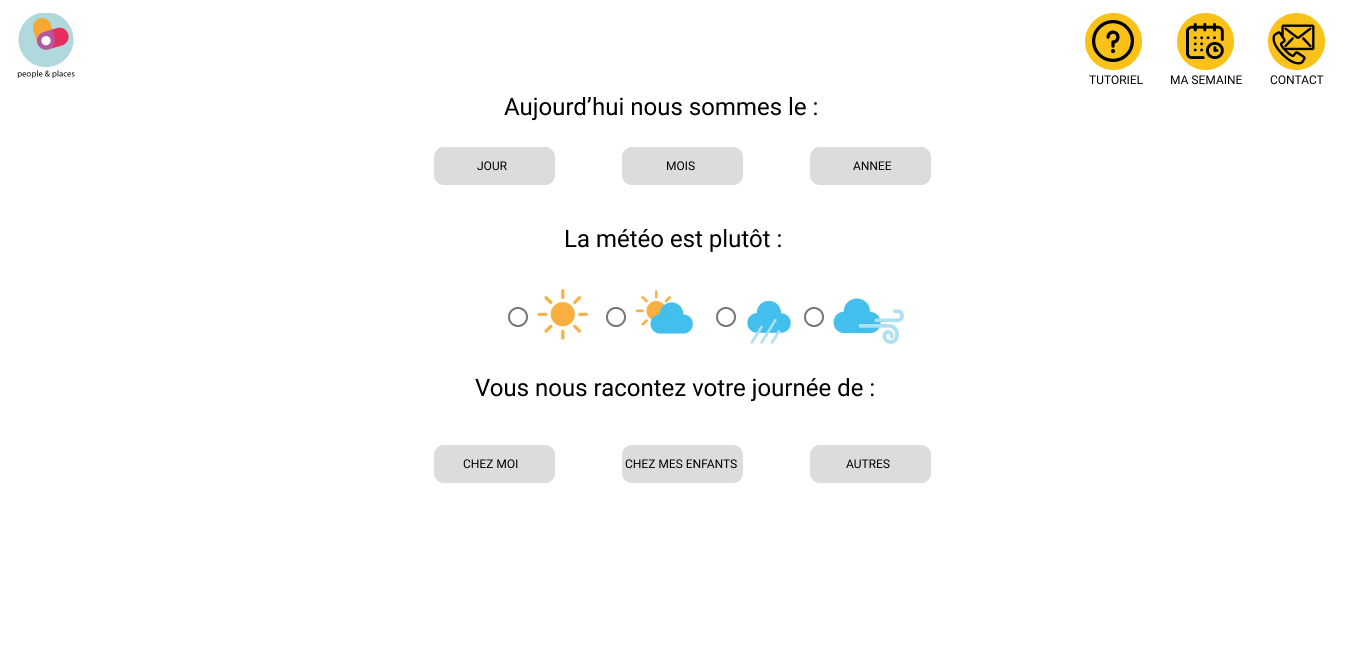 people & places
TUTORIEL
MA SEMAINE
CONTACT
Aujourd’hui nous sommes le :
JOUR
MOIS
ANNEE
La météo est plutôt :
Vous nous racontez votre journée de :
CHEZ MOI
CHEZ MES ENFANTS
AUTRES